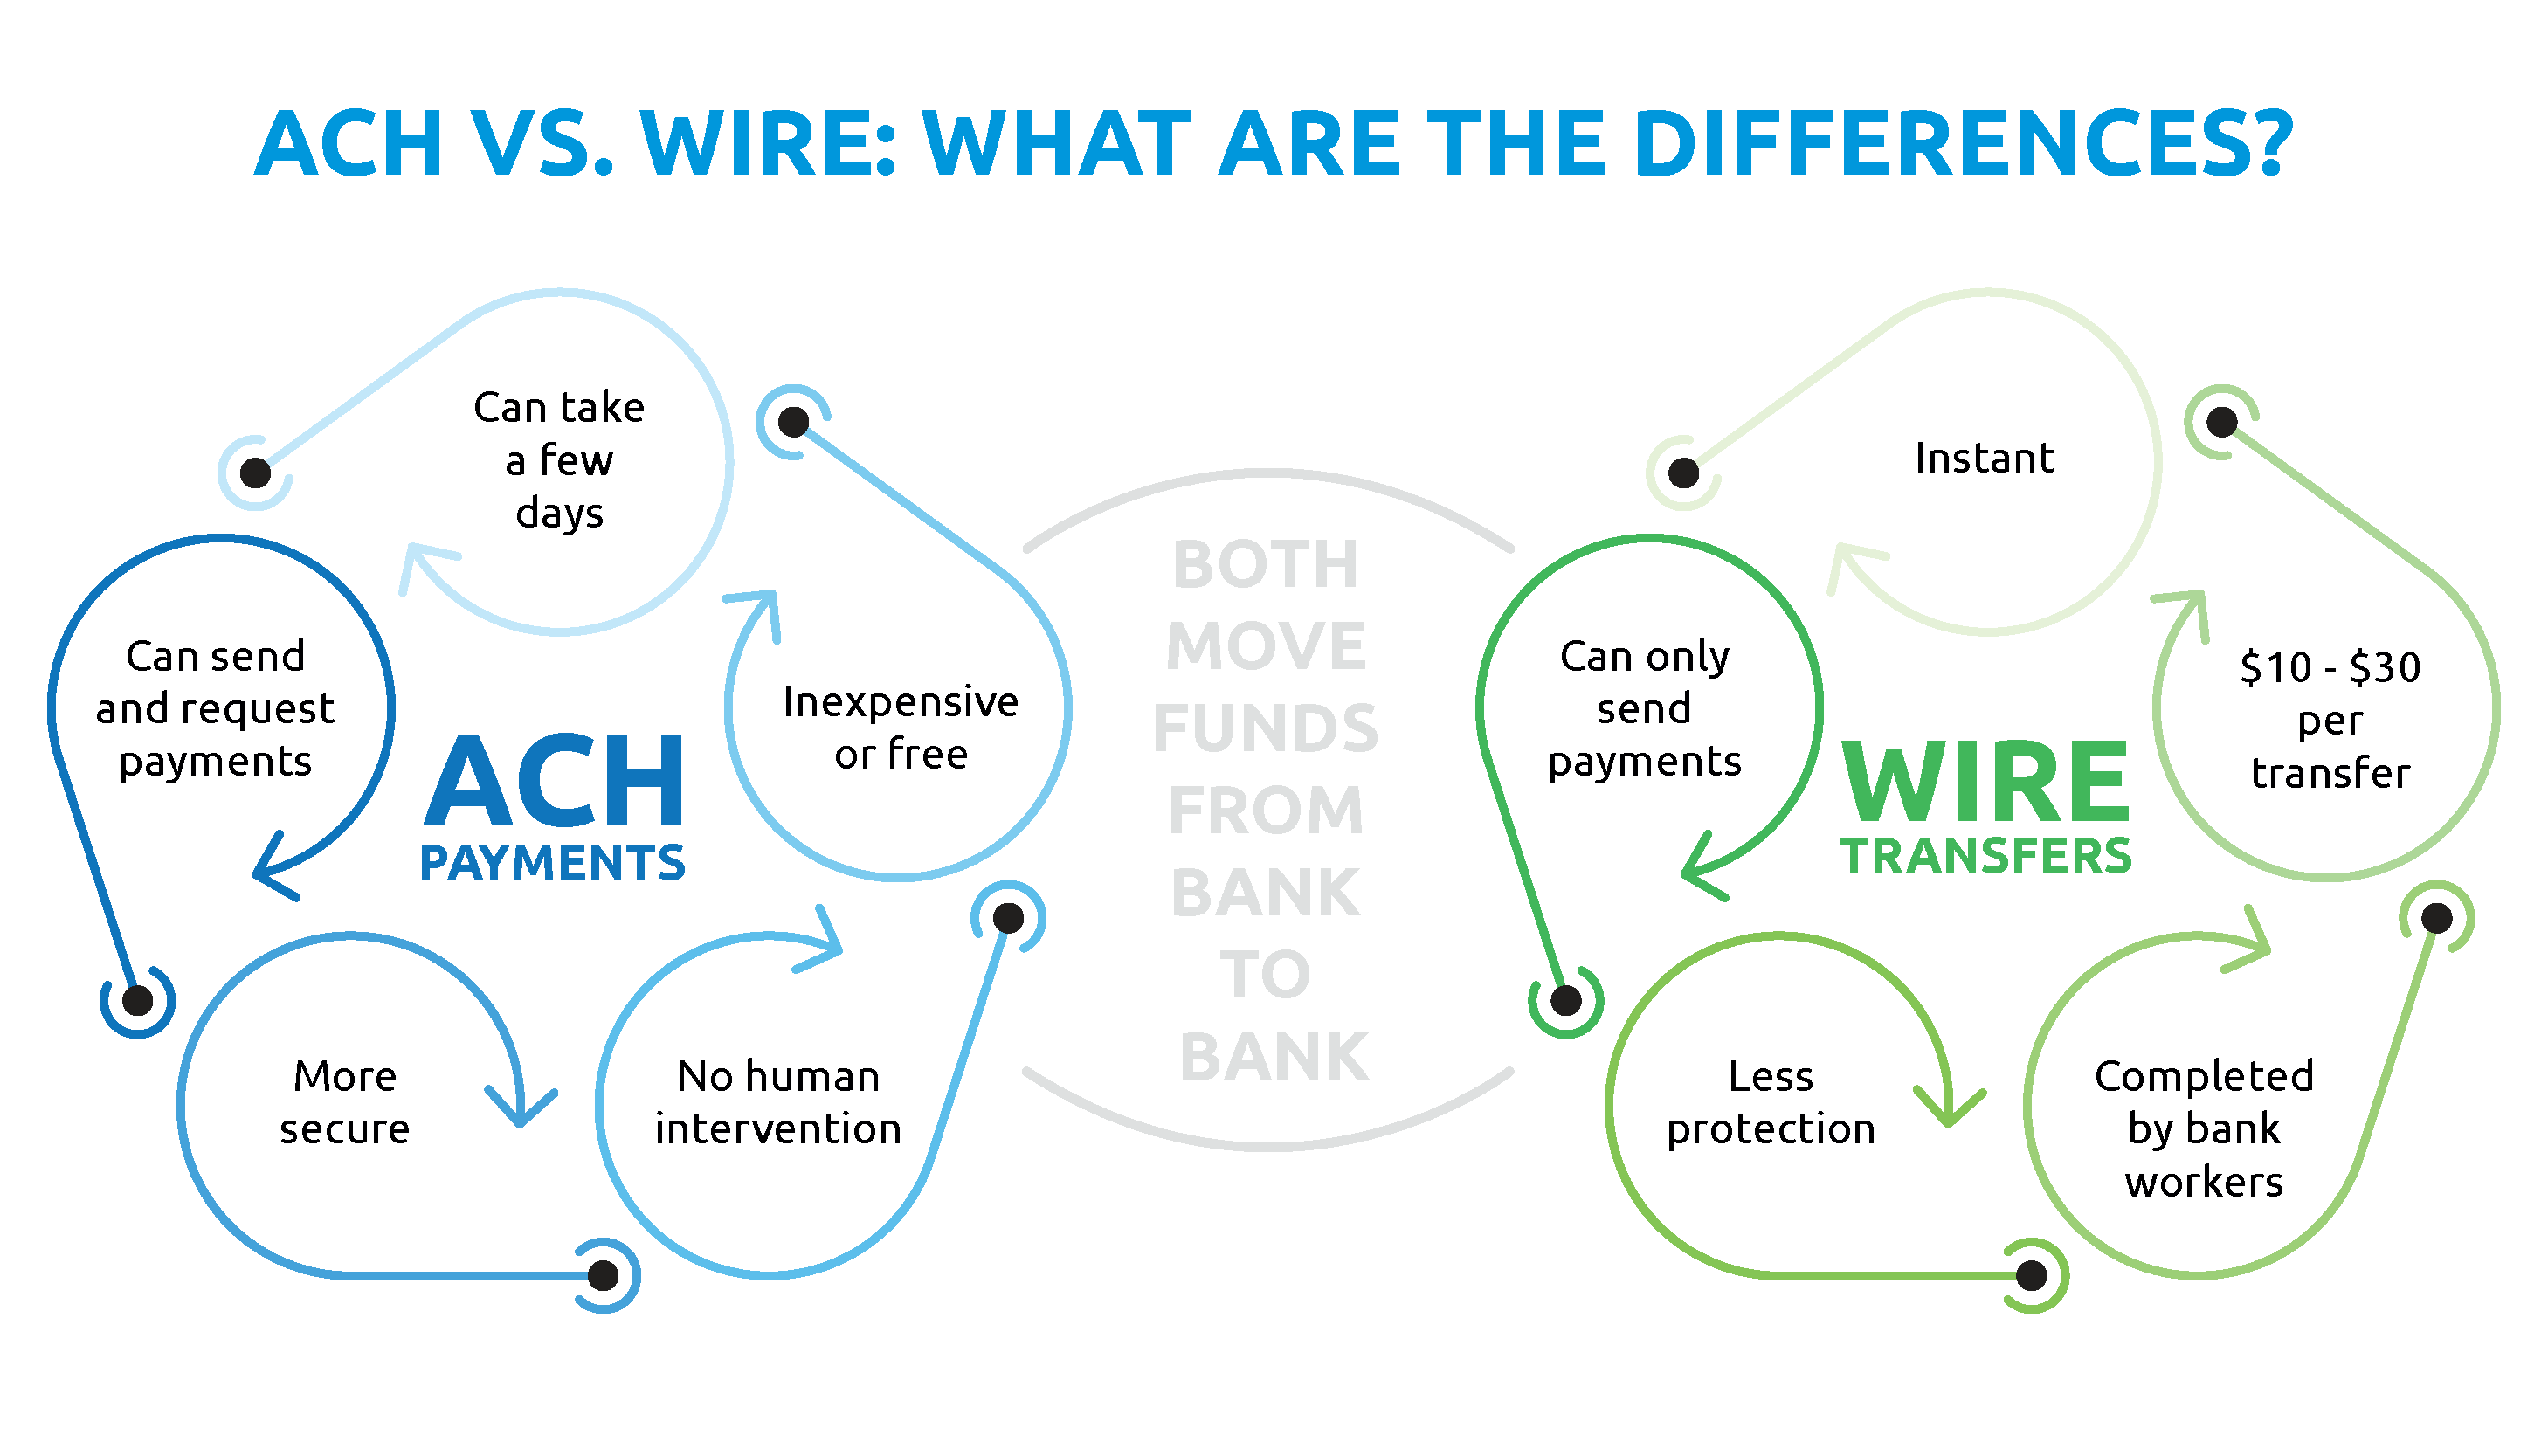 ACH VS. WIRE: WHAT ARE THE DIFFERENCES?
Can take
a few
days
Can send
and request
payments
Inexpensive
or free
ACH
PAYMENTS
More
secure
No human
intervention
BOTH
MOVE
FUNDS
FROM
BANK
TO
BANK
Instant
Can only
send
payments
$10 - $30
per
transfer
WIRE
TRANSFERS
Less
protection
Completed
by bank
workers